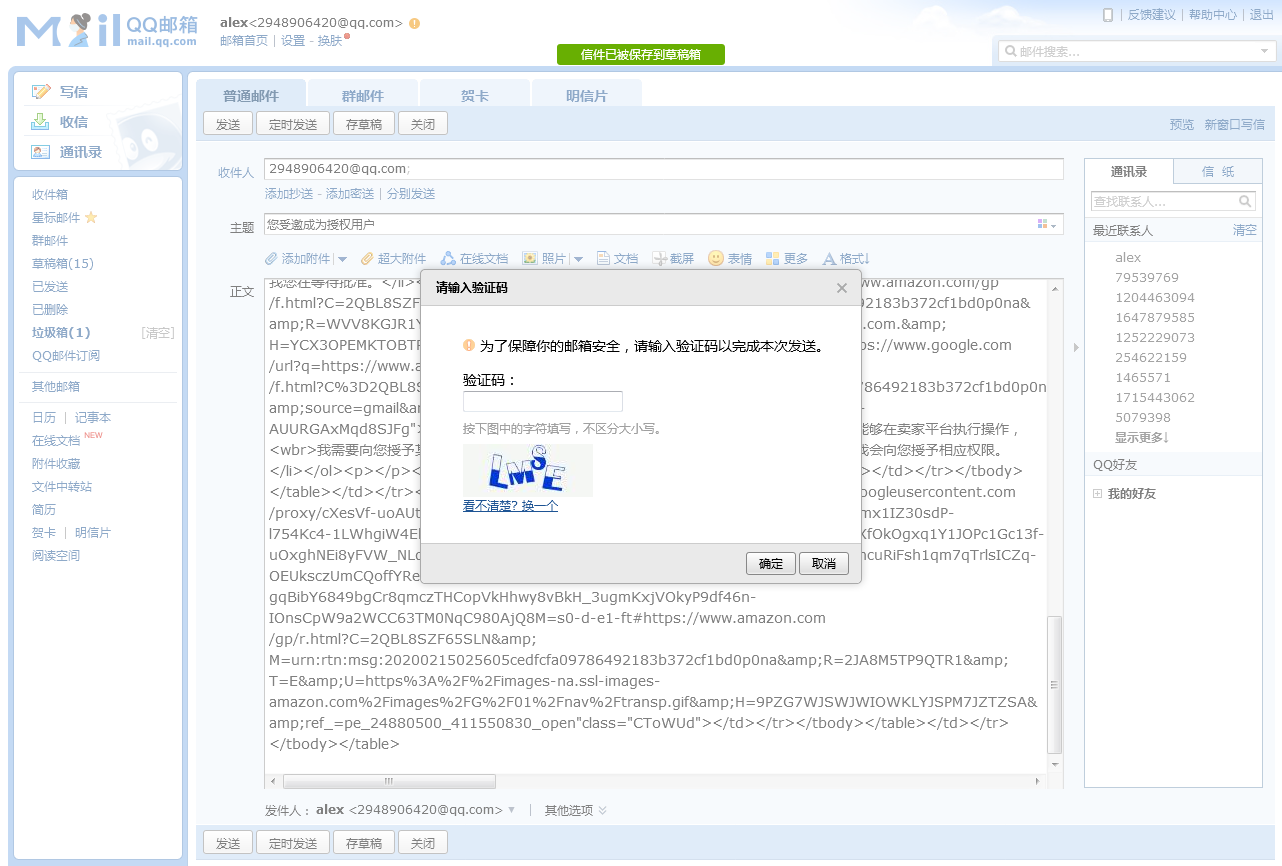 Mail QQ邮箱
mail.qq.com
alex<2948906420@qq.com>
邮箱首页 | 设置 - 换肤
反馈建议 | 帮助中心 | 退出
信件已被保存到草稿箱
邮件搜索...
写信
收信
通讯录
收件箱
星标邮件
群邮件
草稿箱(15)
已发送
已删除
垃圾箱(1) [清空]
QQ邮件订阅
其他邮箱
日历 | 记事本
在线文档 NEW
附件收藏
文件中转站
简历
贺卡 | 明信片
阅读空间
普通邮件 群邮件 贺卡 明信片
发送 定时发送 存草稿 关闭
预览 新窗口写信
收件人 2948906420@qq.com;
添加抄送 - 添加密送 | 分别发送
主题 您受邀成为授权用户
添加附件 超大附件 在线文档 照片 文档 截屏 表情 更多 格式↓
正文
我您在等待批准。</li> ww.amazon.com/gp
/f.html?C=2QBL8SZF 92183b372cf1bd0p0na&
amp;R=WVV8KGJR1Y .com.&amp;
H=YCX3OPEMKTOBTP ps://www.google.com
/url?q=https://www.a
/f.html?C%3D2QBL8S 786492183b372cf1bd0p0n
amp;source=gmail&am
AUURGAxMqd8SJFg"> 能够在卖家平台执行操作，
<wbr>我需要向您授予 我会向您授予相应权限。
</li></ol><p></p>< ></td></tr></tbody>
</table></td></tr>< oogleusercontent.com
/proxy/cXesVf-uoAUt mx1IZ30sdP-
l754Kc4-1LWhgiW4E XfOkOgxq1Y1JOPc1Gc13f-
uOxghNEi8yFVW_NLc ncuRiFsh1qm7qTrlsICZq-
OEUksczUmCQoffYRe
gqBibY6849bgCr8qmczTHCopVkHhwy8vBkH_3ugmKxjVOkyP9df46n-
IOnsCpW9a2WCC63TM0NqC980AjQ8M=s0-d-e1-ft#https://www.amazon.com
/gp/r.html?C=2QBL8SZF65SLN&amp;
M=urn:rtn:msg:20200215025605cedfcfa09786492183b372cf1bd0p0na&amp;R=2JA8M5TP9QTR1&amp;
T=E&amp;U=https%3A%2F%2Fimages-na.ssl-images-
amazon.com%2Fimages%2FG%2F01%2Fnav%2Ftransp.gif&amp;H=9PZG7WJSWJWIOWKLYJSPM7JZTZSA&
amp;ref_=pe_24880500_411550830_open"class="CToWUd"></td></tr></tbody></table></td></tr>
</tbody></table>
请输入验证码
为了保障你的邮箱安全，请输入验证码以完成本次发送。
验证码：
按下图中的字符填写，不区分大小写。
LMSE
看不清楚? 换一个
确定 取消
发件人： alex <2948906420@qq.com> | 其他选项
发送 定时发送 存草稿 关闭
通讯录 信 纸
查找联系人...
最近联系人 清空
alex
79539769
1204463094
1647879585
1252229073
254622159
1465571
1715443062
5079398
显示更多↓
QQ好友
我的好友